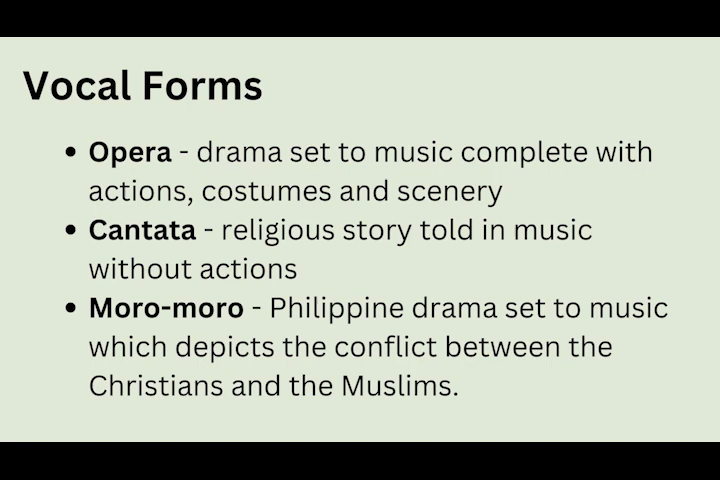 Vocal Forms
• Opera - drama set to music complete with
actions, costumes and scenery
• Cantata - religious story told in music
without actions
• Moro-moro - Philippine drama set to music
which depicts the conflict between the
Christians and the Muslims.